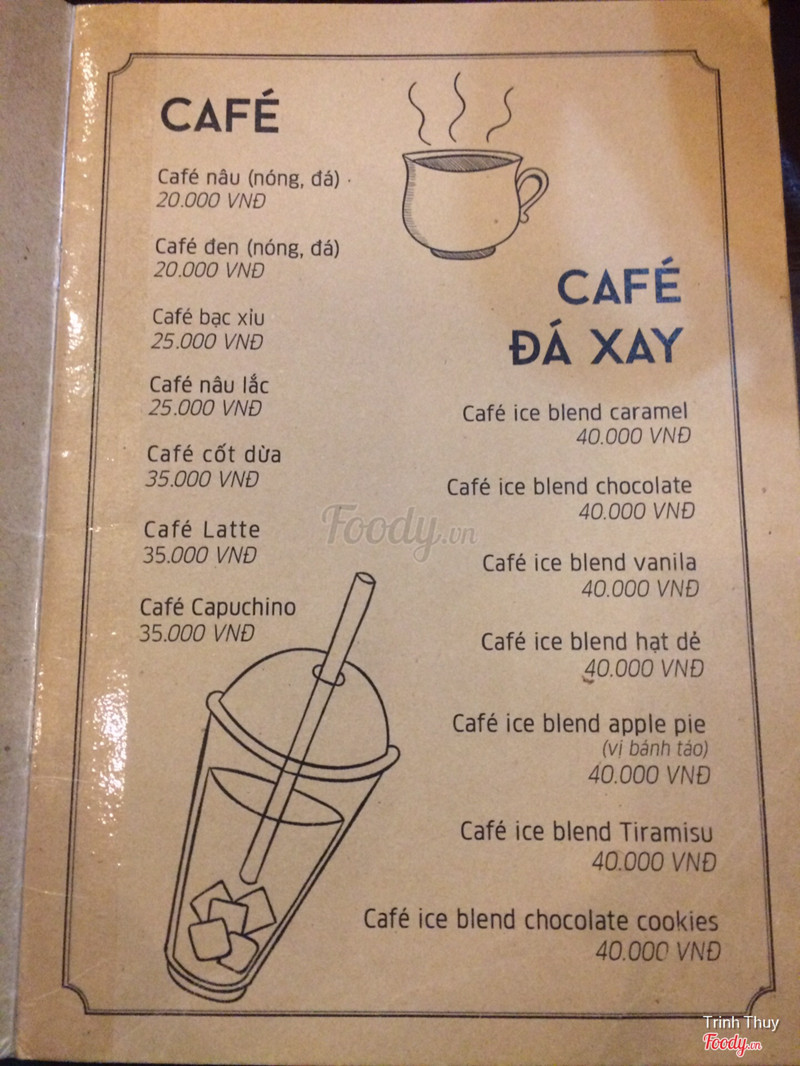 CAFÉ
Café nâu (nóng, đá)
20.000 VNĐ
Café đen (nóng, đá)
20.000 VNĐ
Café bạc xỉu
25.000 VNĐ
Café nâu lắc
25.000 VNĐ
Café cốt dừa
35.000 VNĐ
Café Latte
35.000 VNĐ
Café Capuchino
35.000 VNĐ
CAFÉ
ĐÁ XAY
Café ice blend caramel
40.000 VNĐ
Café ice blend chocolate
40.000 VNĐ
Café ice blend vanila
40.000 VNĐ
Café ice blend hạt dẻ
40.000 VNĐ
Café ice blend apple pie
(vị bánh táo)
40.000 VNĐ
Café ice blend Tiramisu
40.000 VNĐ
Café ice blend chocolate cookies
40.000 VNĐ
Foody.vn
Trinh Thuy
Foody.vn